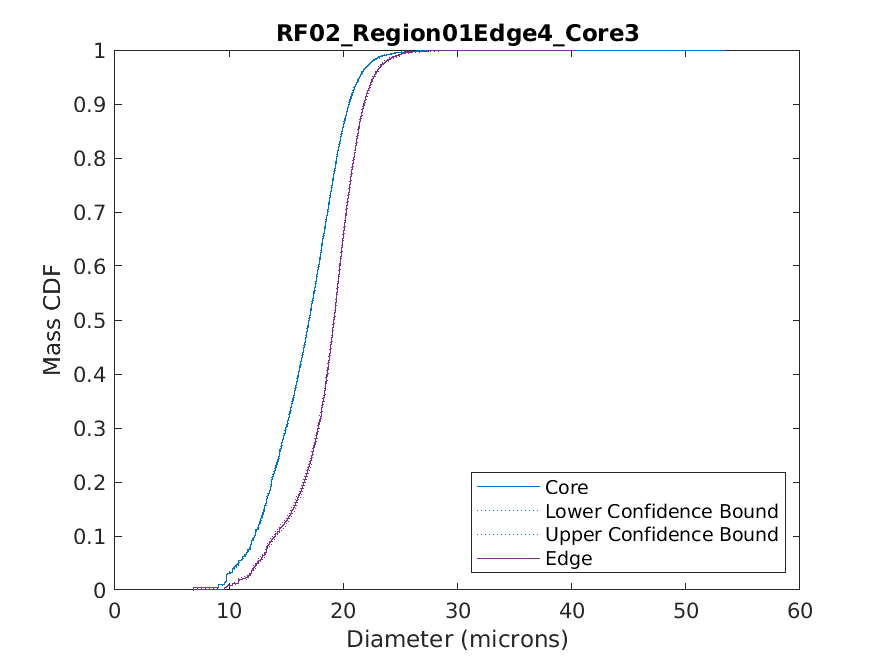 RF02_Region01Edge4_Core3
1
0.9
0.8
0.7
0.6
0.5
0.4
0.3
0.2
0.1
0
Mass CDF
Core
Lower Confidence Bound
Upper Confidence Bound
Edge
0 10 20 30 40 50 60
Diameter (microns)